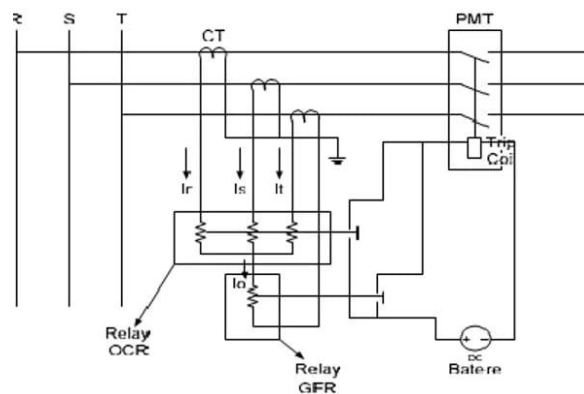 R S T
CT
PMT
Trip
Coil
Ir Is It
Io
Relay
OCR
Relay
GFR
+ -
DC
Batere